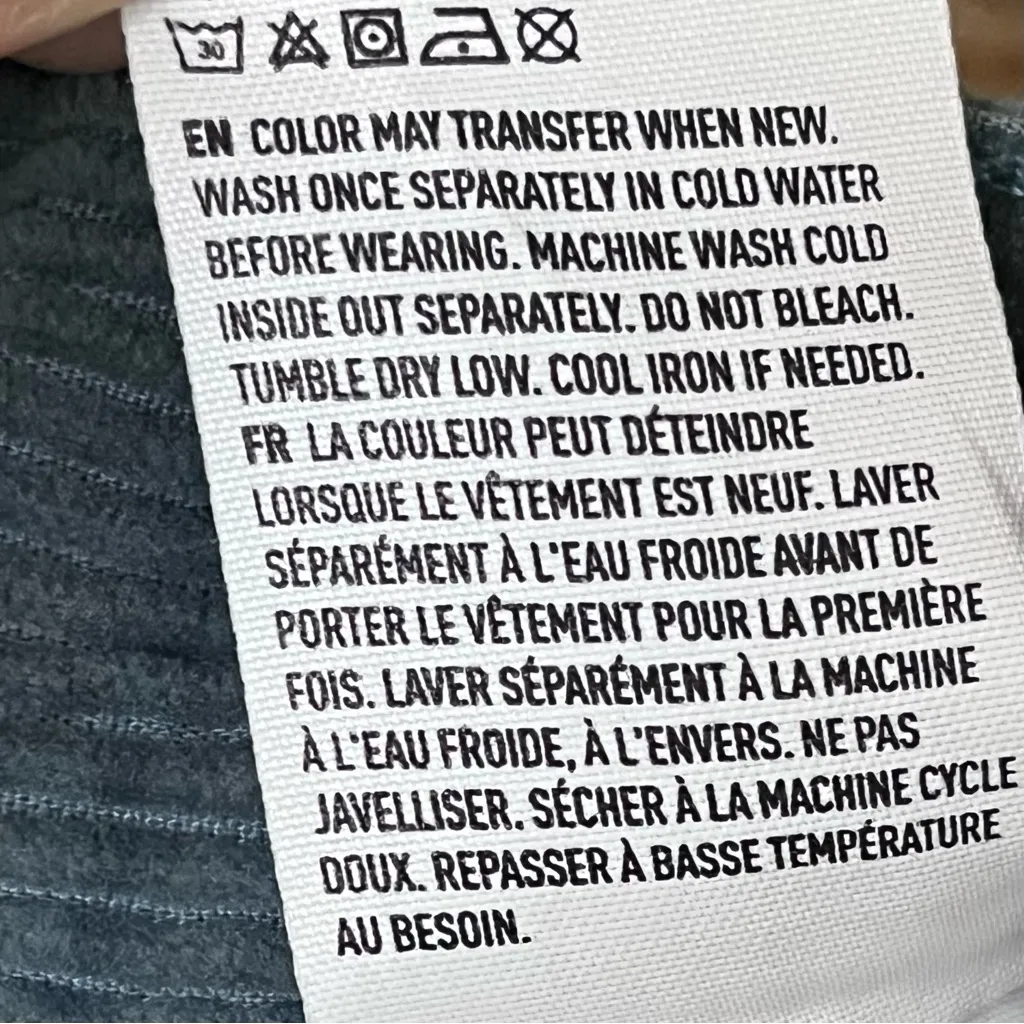 30
EN COLOR MAY TRANSFER WHEN NEW.
WASH ONCE SEPARATELY IN COLD WATER
BEFORE WEARING. MACHINE WASH COLD
INSIDE OUT SEPARATELY. DO NOT BLEACH.
TUMBLE DRY LOW. COOL IRON IF NEEDED.
FR LA COULEUR PEUT DÉTEINDRE
LORSQUE LE VÊTEMENT EST NEUF. LAVER
SÉPARÉMENT À L'EAU FROIDE AVANT DE
PORTER LE VÊTEMENT POUR LA PREMIÈRE
FOIS. LAVER SÉPARÉMENT À LA MACHINE
À L'EAU FROIDE, À L'ENVERS. NE PAS
JAVELLISER. SÉCHER À LA MACHINE CYCLE
DOUX. REPASSER À BASSE TEMPÉRATURE
AU BESOIN.